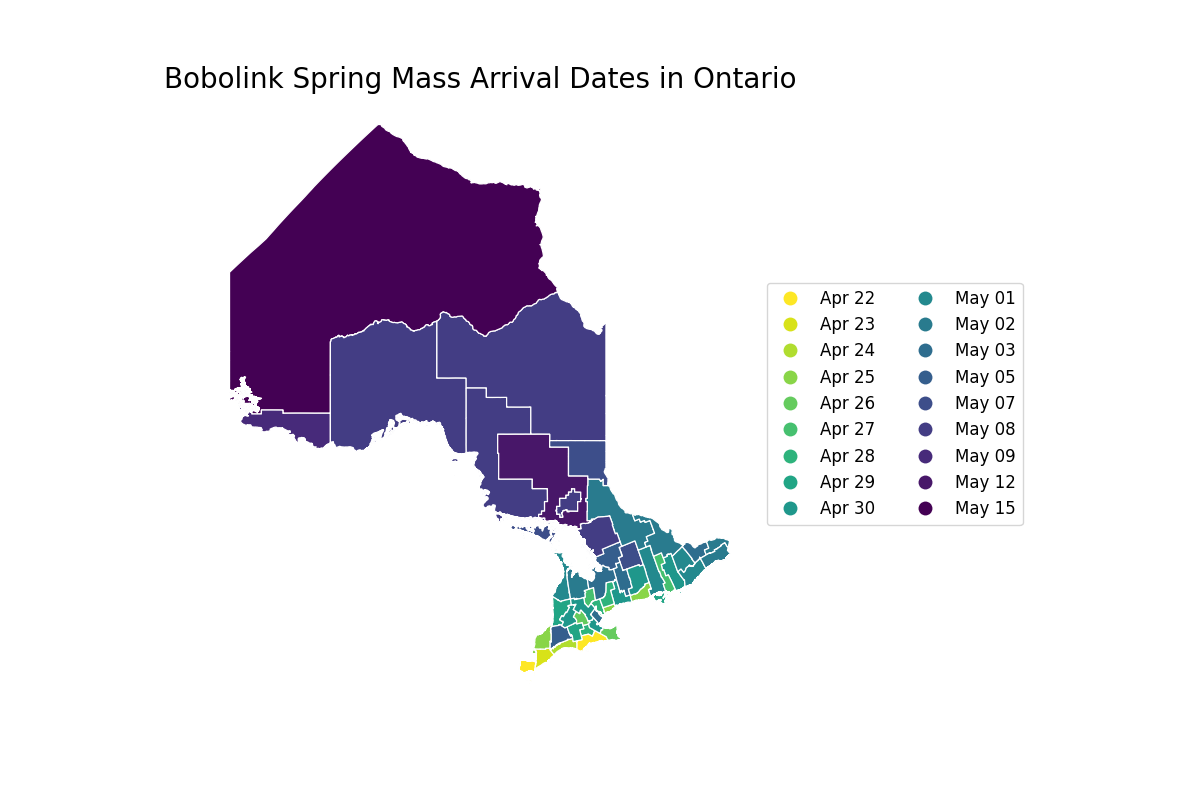 Bobolink Spring Mass Arrival Dates in Ontario
Apr 22
Apr 23
Apr 24
Apr 25
Apr 26
Apr 27
Apr 28
Apr 29
Apr 30
May 01
May 02
May 03
May 05
May 07
May 08
May 09
May 12
May 15